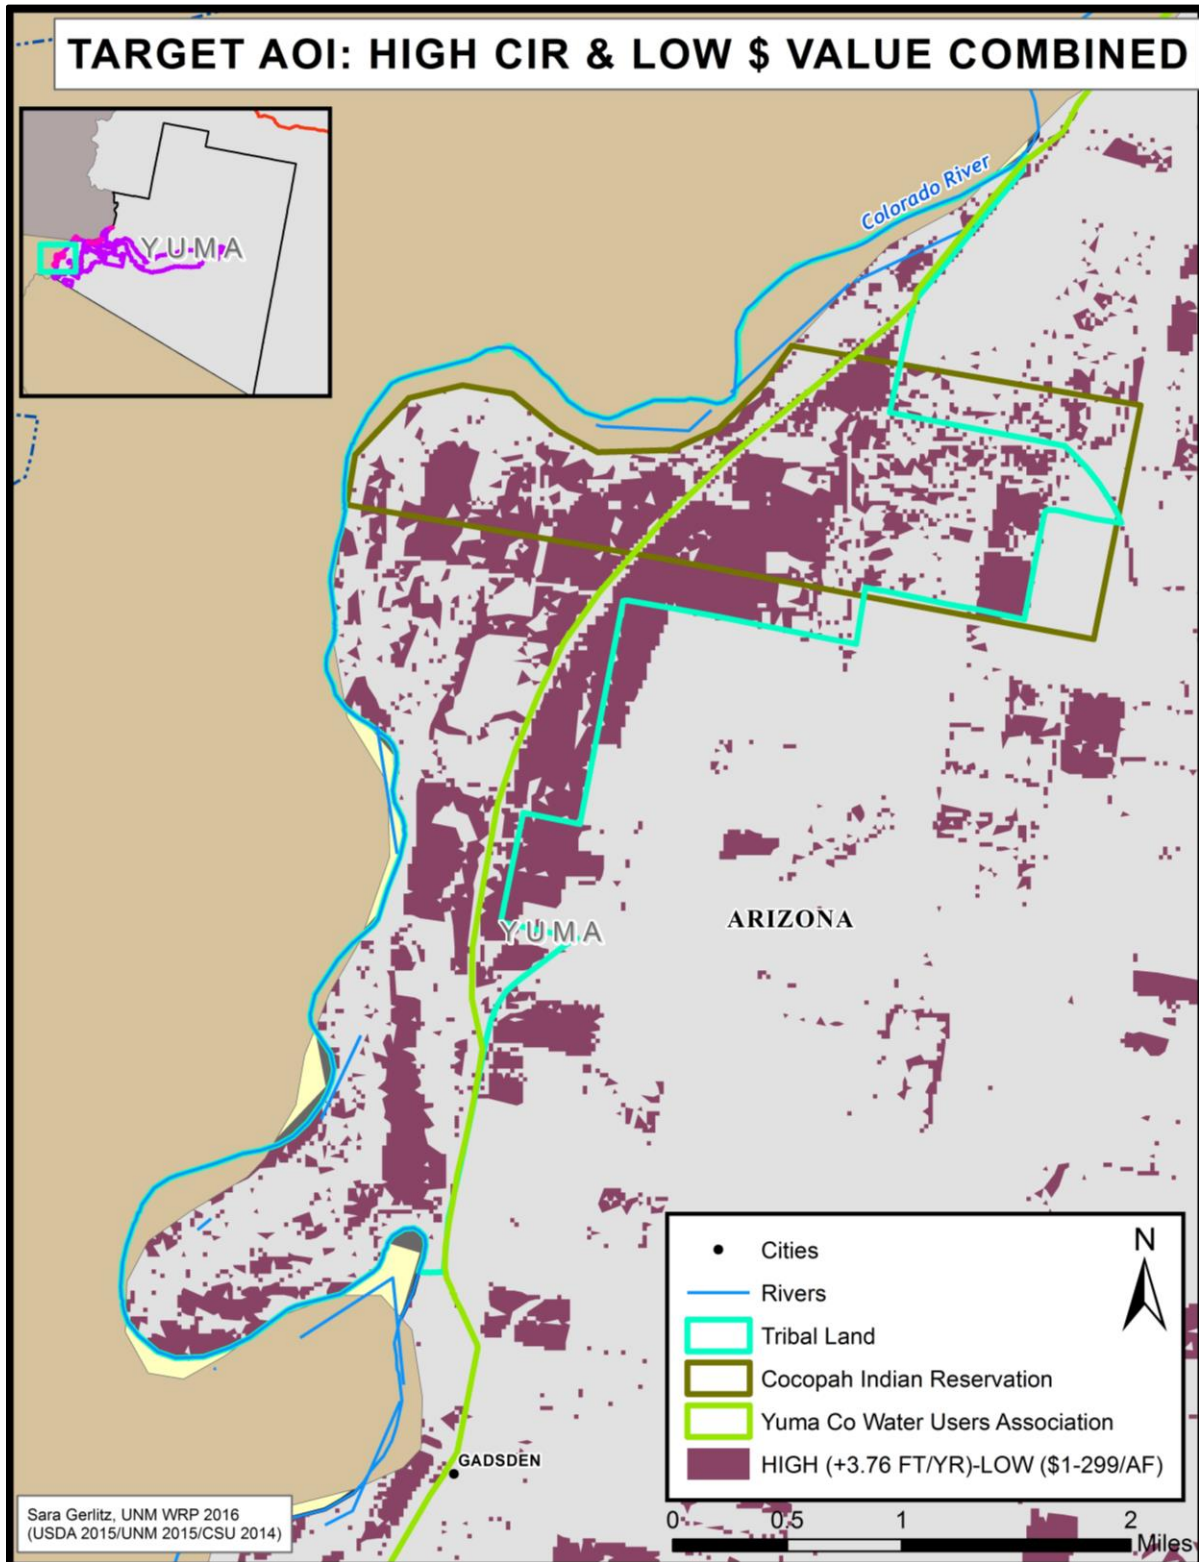 TARGET AOI: HIGH CIR & LOW $ VALUE COMBINED
YUMA
Colorado River
YUMA
ARIZONA
GADSDEN
N
Cities
Rivers
Tribal Land
Cocopah Indian Reservation
Yuma Co Water Users Association
HIGH (+3.76 FT/YR)-LOW ($1-299/AF)
0 0.5 1 2
Miles
Sara Gerlitz, UNM WRP 2016
(USDA 2015/UNM 2015/CSU 2014)